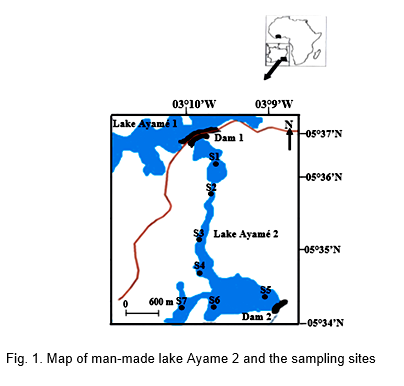 03°10'W 03°9'W
Lake Ayamé 1
Dam 1
N
05°37'N
S1
05°36'N
S2
S3
Lake Ayamé 2
05°35'N
S4
S5
0 600 m
S7
S6
Dam 2
05°34'N
Fig. 1. Map of man-made lake Ayame 2 and the sampling sites